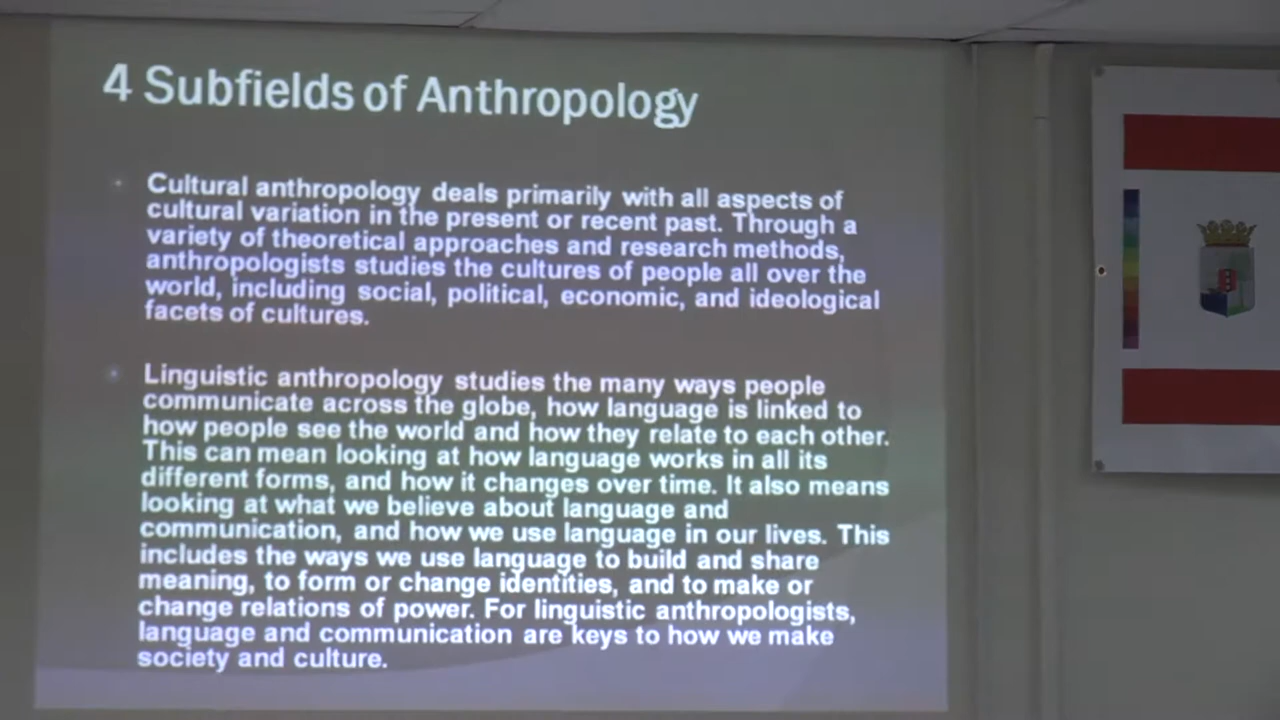 4 Subfields of Anthropology
Cultural anthropology deals primarily with all aspects of
cultural variation in the present or recent past. Through a
variety of theoretical approaches and research methods,
anthropologists studies the cultures of people all over the
world, including social, political, economic, and ideological
facets of cultures.
Linguistic anthropology studies the many ways people
communicate across the globe, how language is linked to
how people see the world and how they relate to each other.
This can mean looking at how language works in all its
different forms, and how it changes over time. It also means
looking at what we believe about language and
communication, and how we use language in our lives. This
includes the ways we use language to build and share
meaning, to form or change identities, and to make or
change relations of power. For linguistic anthropologists,
language and communication are keys to how we make
society and culture.